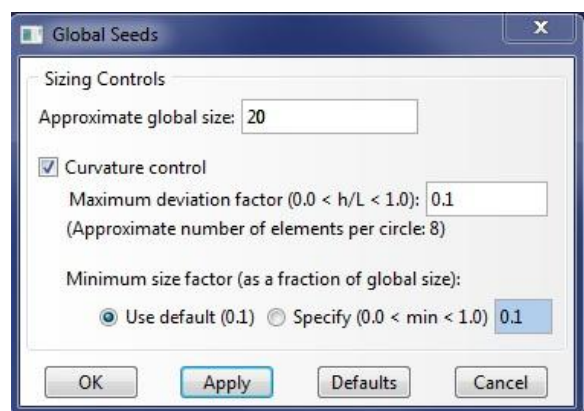 Global Seeds
x
Sizing Controls
Approximate global size: 20
Curvature control
Maximum deviation factor (0.0 < h/L < 1.0): 0.1
(Approximate number of elements per circle: 8)
Minimum size factor (as a fraction of global size):
Use default (0.1) Specify (0.0 < min < 1.0) 0.1
OK Apply Defaults Cancel